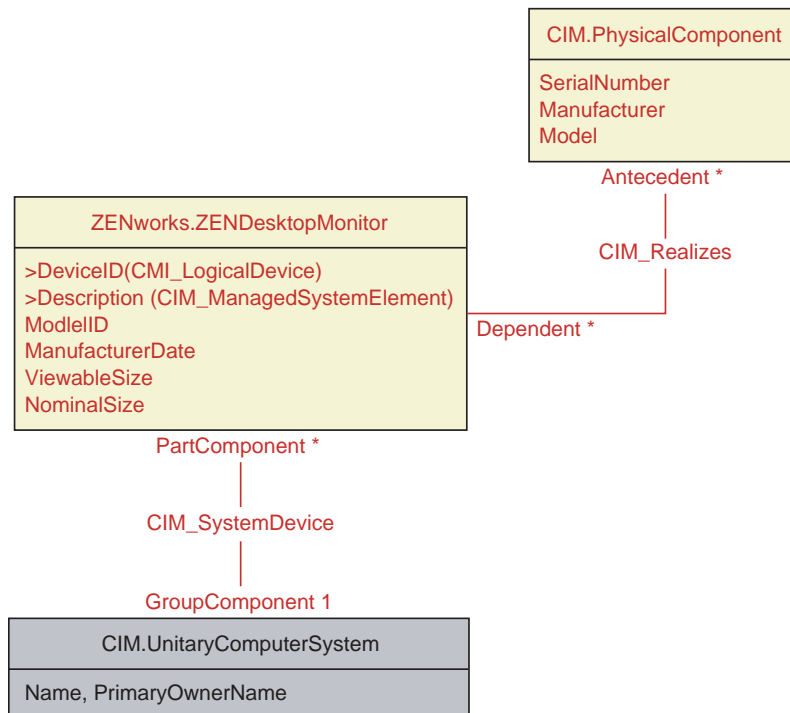 CIM.PhysicalComponent
SerialNumber
Manufacturer
Model
Antecedent *
CIM_Realizes
Dependent *
ZENworks.ZENDesktopMonitor
>DeviceID(CMI_LogicalDevice)
>Description (CIM_ManagedSystemElement)
ModlelID
ManufacturerDate
ViewableSize
NominalSize
PartComponent *
CIM_SystemDevice
GroupComponent 1
CIM.UnitaryComputerSystem
Name, PrimaryOwnerName